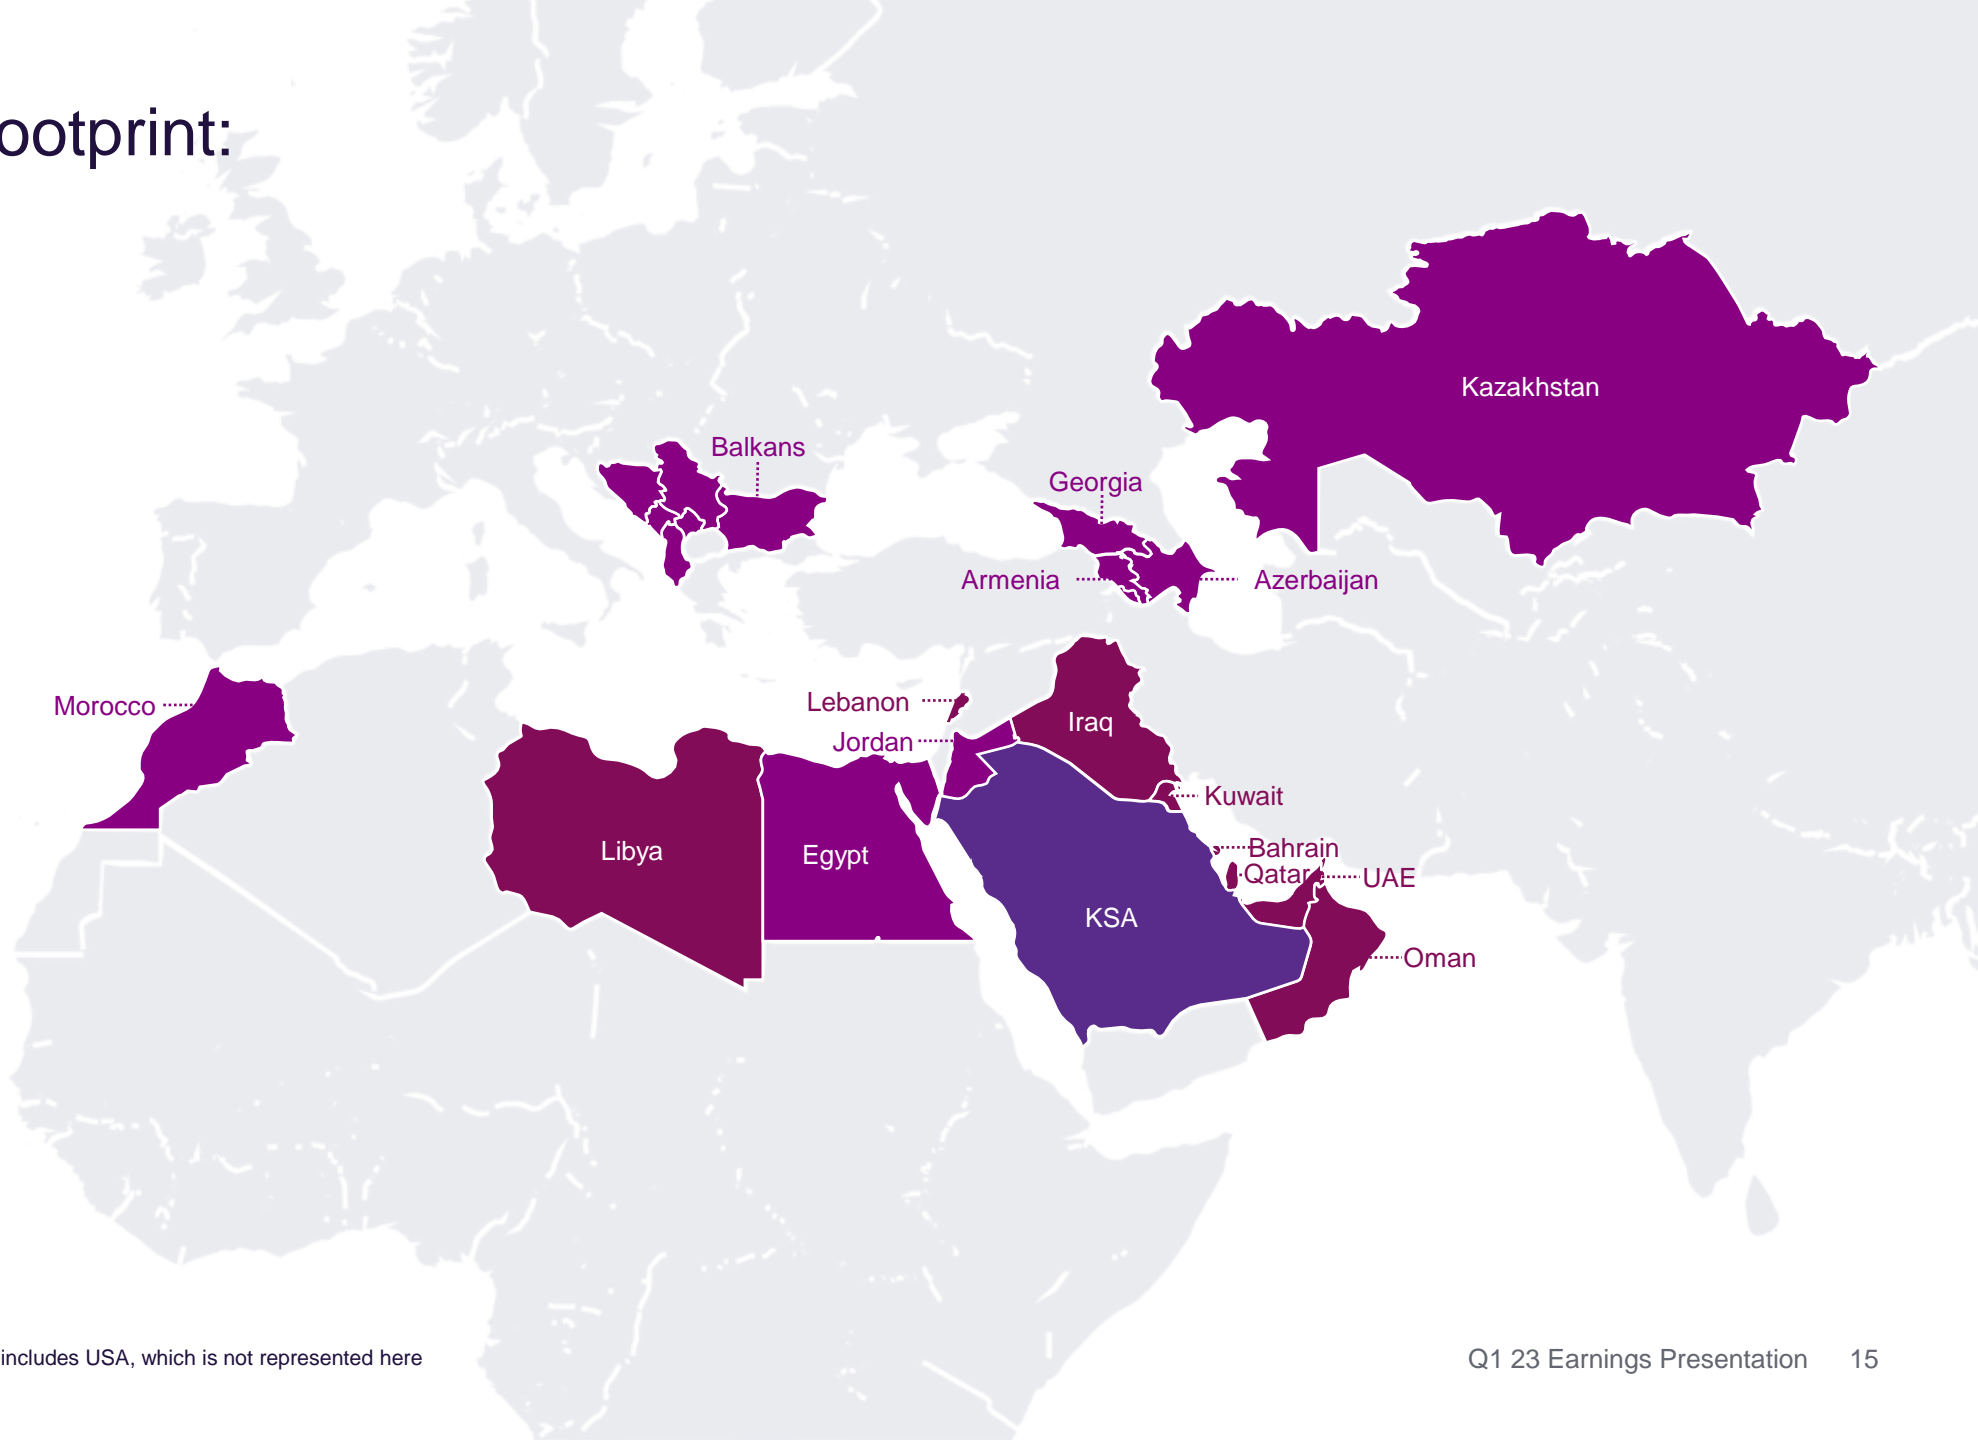 ootprint:
Kazakhstan
Balkans
Georgia
Armenia
Azerbaijan
Morocco
Lebanon
Iraq
Jordan
Kuwait
Libya
Egypt
Bahrain
Qatar
UAE
KSA
Oman
includes USA, which is not represented here
Q1 23 Earnings Presentation 15